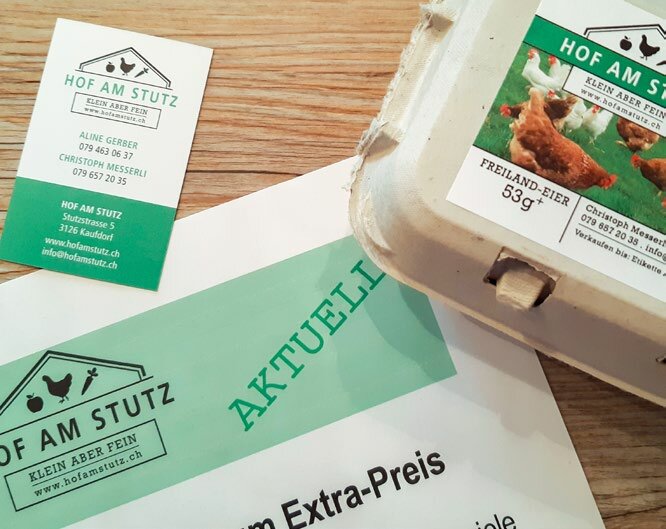 HOF AM STUTZ
KLEIN ABER FEIN
www.hofamstutz.ch
ALINE GERBER
079 463 06 37
CHRISTOPH MESSERLI
079 657 20 35
HOF AM STUTZ
Stutzstrasse 5
3126 Kaufdorf
www.hofamstutz.ch
info@hofamstutz.ch
HOF AM
KLEIN ABER FEIN
www.hofamstutz.ch
FREILAND-EIER
53g+
Christoph
079 657 20 35
Verkaufen bis: Etikette
AKTUELL
HOF AM STUTZ
KLEIN ABER FEIN
www.hofamstutz.ch
Extra-Preis